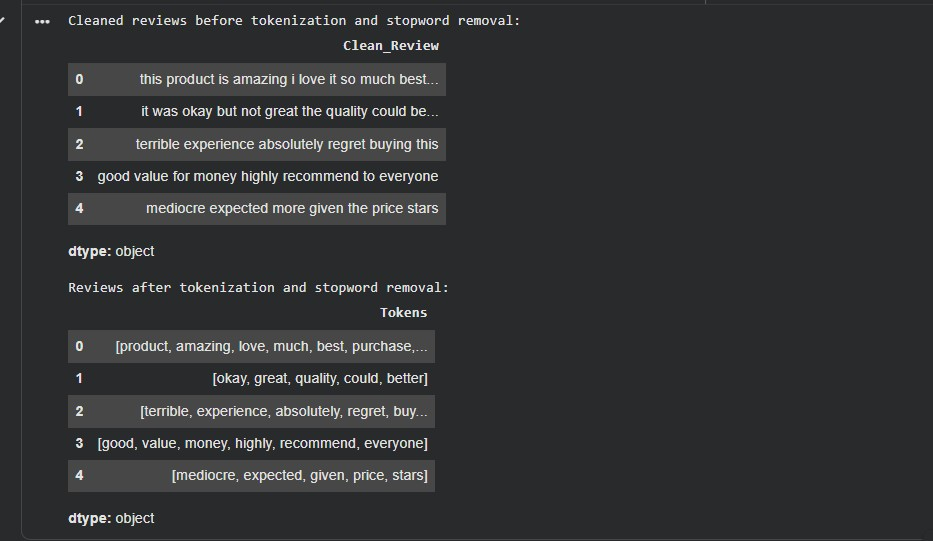 Cleaned reviews before tokenization and stopword removal:
Clean_Review
0 this product is amazing i love it so much best...
1 it was okay but not great the quality could be...
2 terrible experience absolutely regret buying this
3 good value for money highly recommend to everyone
4 mediocre expected more given the price stars
dtype: object
Reviews after tokenization and stopword removal:
Tokens
0 [product, amazing, love, much, best, purchase,...
1 [okay, great, quality, could, better]
2 [terrible, experience, absolutely, regret, buy...
3 [good, value, money, highly, recommend, everyone]
4 [mediocre, expected, given, price, stars]
dtype: object